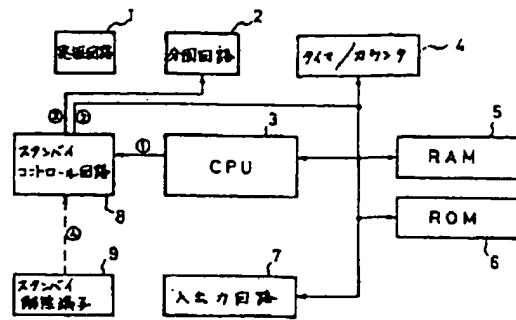 1
発振回路
2
分周回路
タイマ/カウンタ
4
②
③
スタンバイ
コントロール回路
8
①
3
CPU
5
RAM
ROM
6
④
9
スタンバイ
解除端子
7
入出力回路